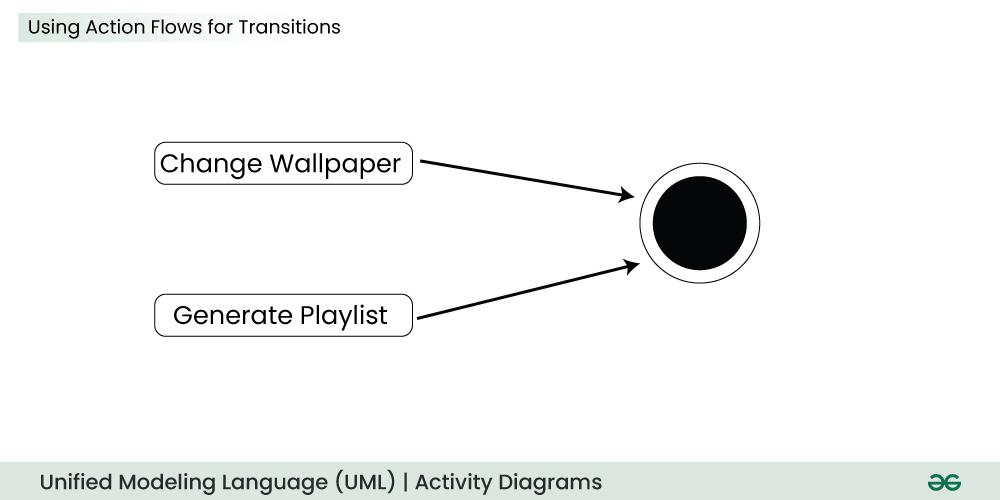 Using Action Flows for Transitions
Change Wallpaper
Generate Playlist
Unified Modeling Language (UML) | Activity Diagrams